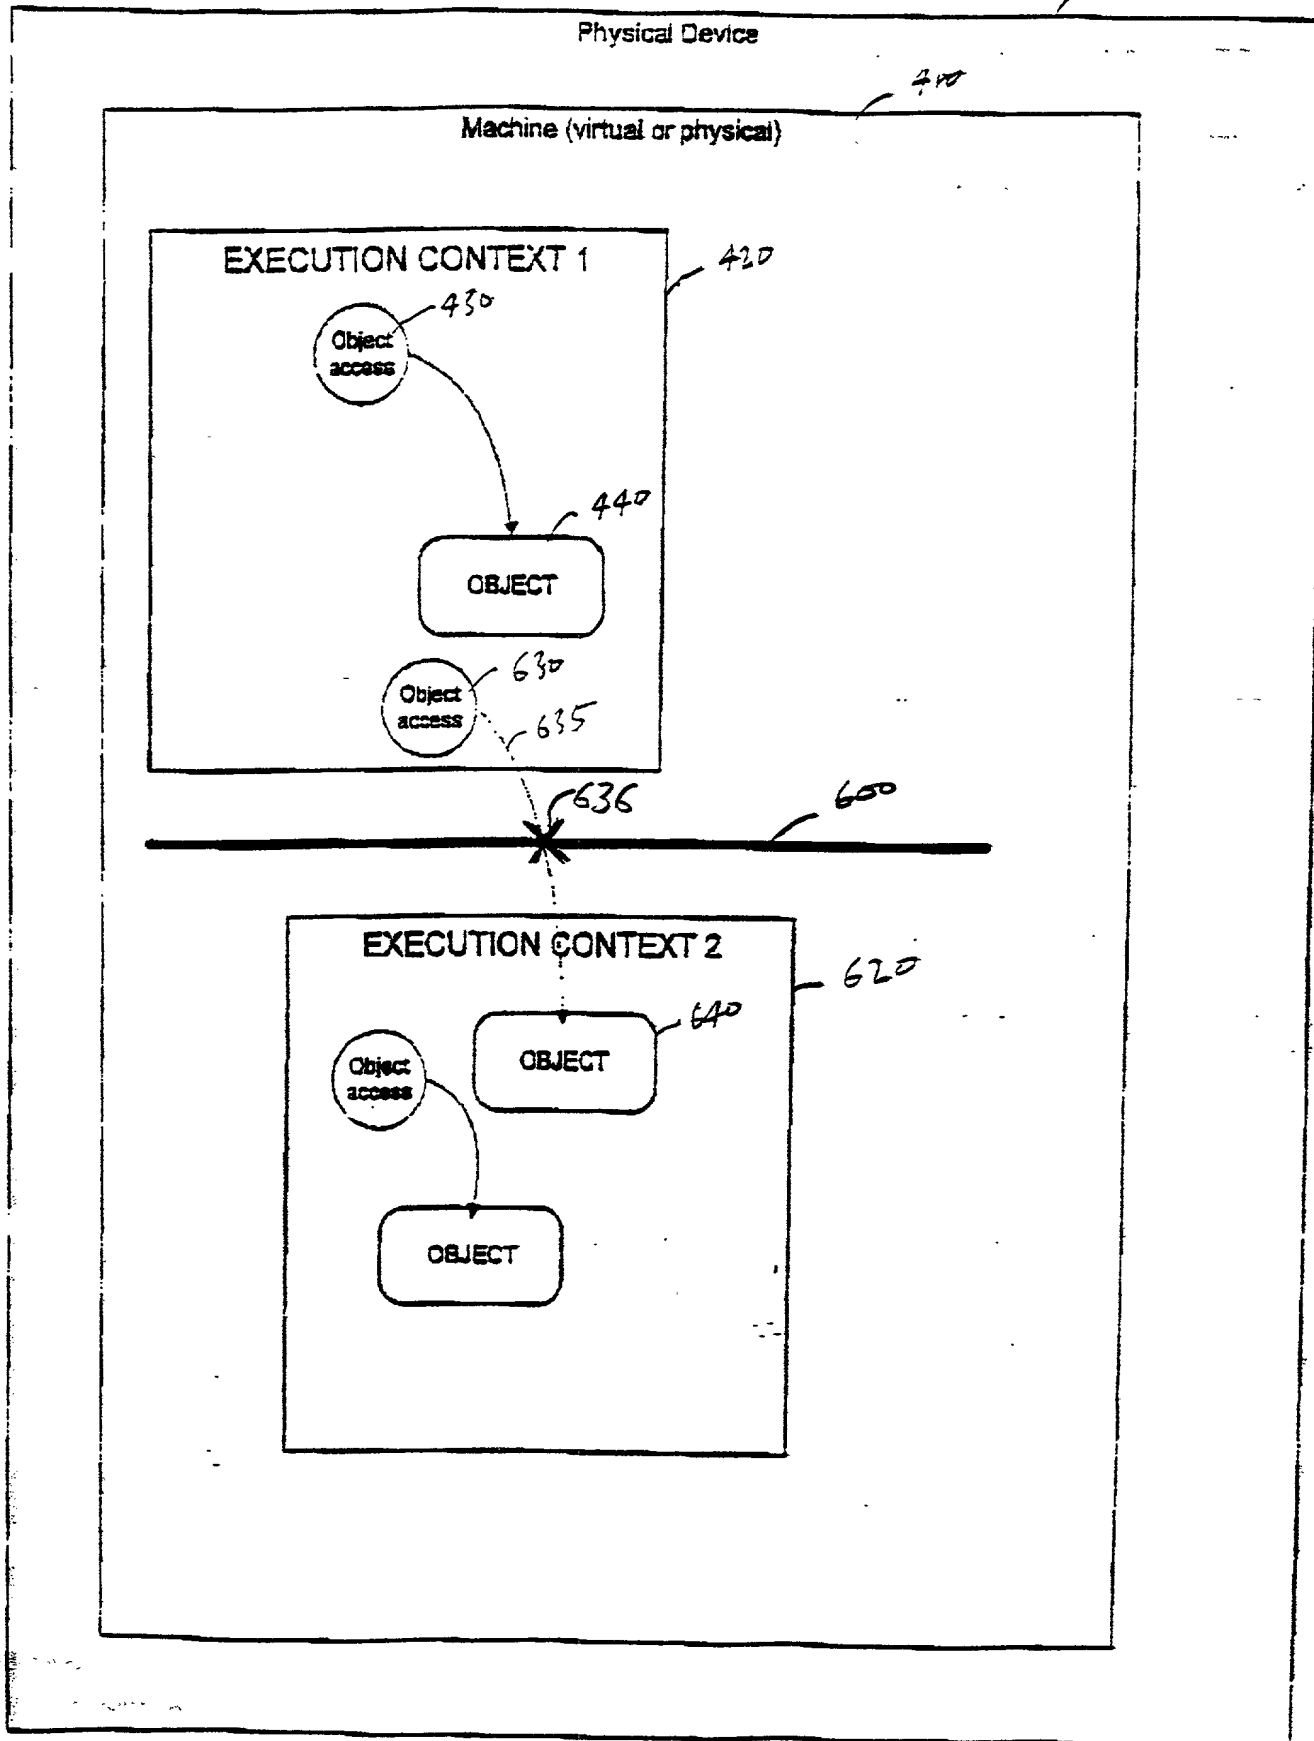 Physical Device
Machine (virtual or physical)
EXECUTION CONTEXT 1
420
430
Object
access
440
OBJECT
630
Object
access
635
636
600
EXECUTION CONTEXT 2
620
640
OBJECT
Object
access
OBJECT